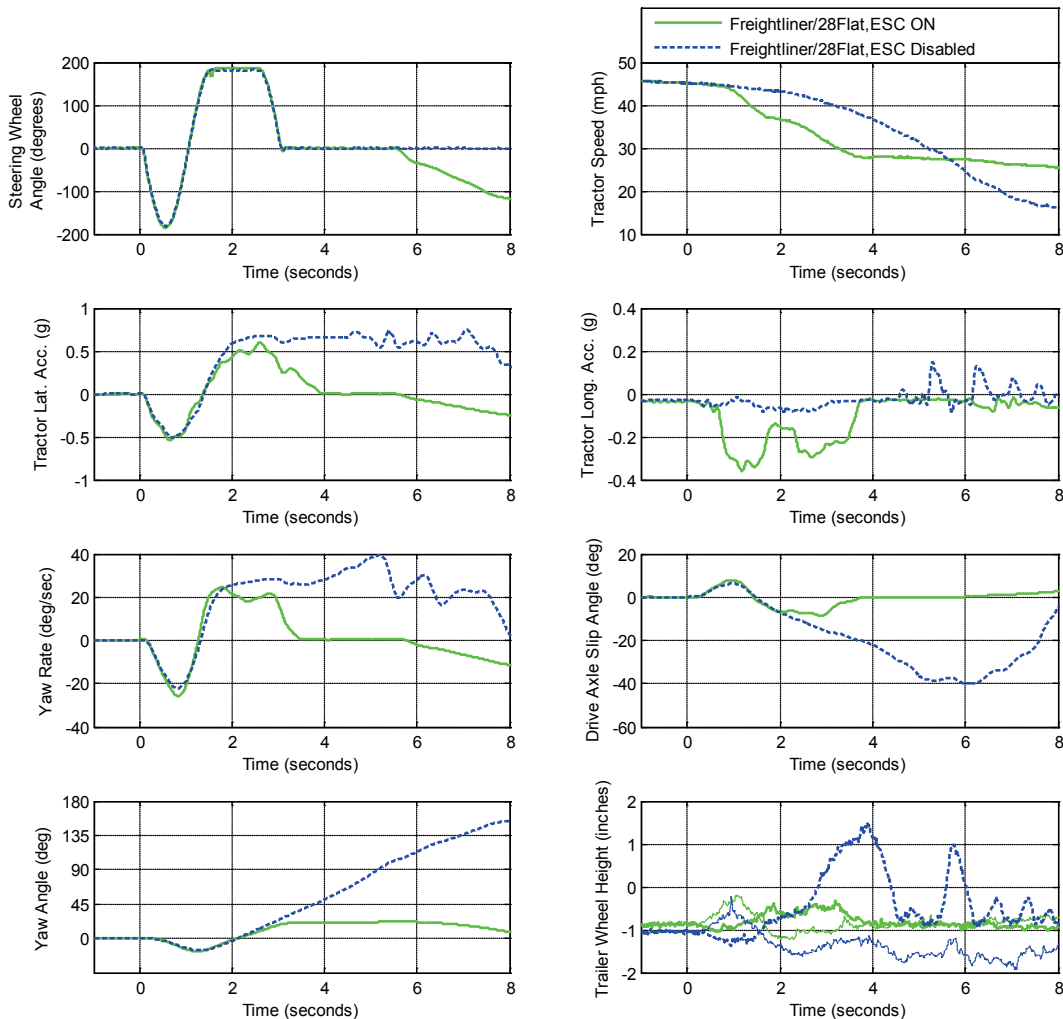 Freightliner/28Flat,ESC ON
Freightliner/28Flat,ESC Disabled
Steering Wheel
Angle (degrees)
200
100
0
-100
-200
0 2 4 6 8
Time (seconds)
Tractor Speed (mph)
50
40
30
20
10
0 2 4 6 8
Time (seconds)
Tractor Lat. Acc. (g)
1
0.5
0
-0.5
-1
0 2 4 6 8
Time (seconds)
Tractor Long. Acc. (g)
0.4
0.2
0
-0.2
-0.4
0 2 4 6 8
Time (seconds)
Yaw Rate (deg/sec)
40
20
0
-20
-40
0 2 4 6 8
Time (seconds)
Drive Axle Slip Angle (deg)
20
0
-20
-40
-60
0 2 4 6 8
Time (seconds)
Yaw Angle (deg)
180
135
90
45
0
0 2 4 6 8
Time (seconds)
Trailer Wheel Height (inches)
2
1
0
-1
-2
0 2 4 6 8
Time (seconds)